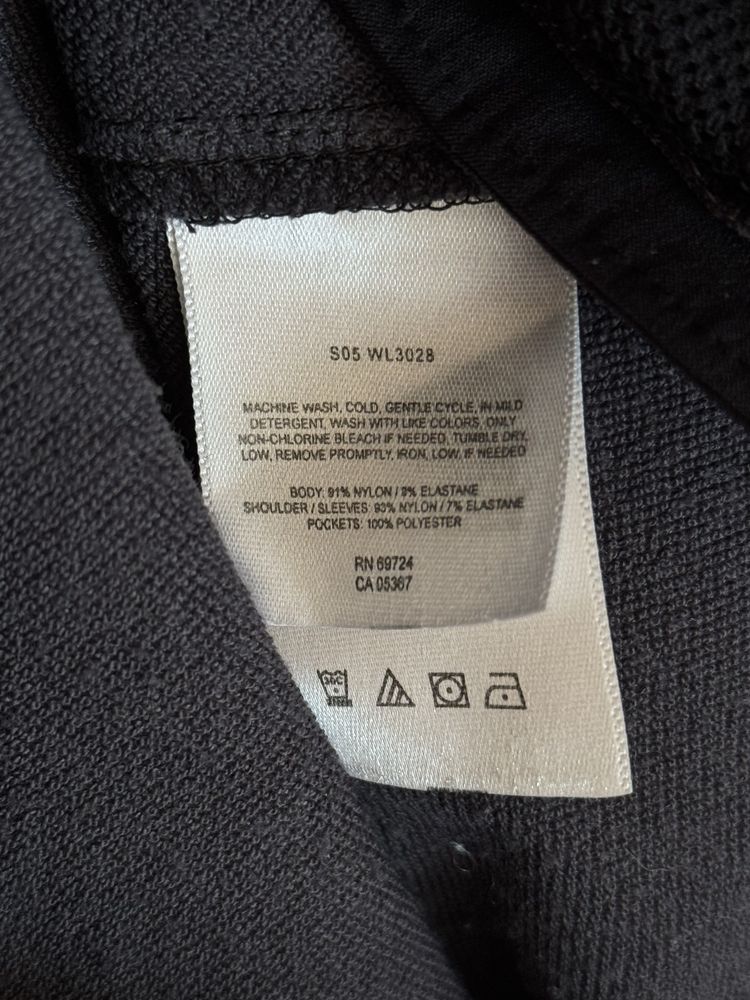 S05 WL3028
MACHINE WASH, COLD, GENTLE CYCLE, IN MILD
DETERGENT, WASH WITH LIKE COLORS, ONLY
NON-CHLORINE BLEACH IF NEEDED, TUMBLE DRY,
LOW, REMOVE PROMPTLY, IRON, LOW, IF NEEDED
BODY: 91% NYLON / 9% ELASTANE
SHOULDER / SLEEVES: 93% NYLON / 7% ELASTANE
POCKETS: 100% POLYESTER
RN 69724
CA 05367
30C